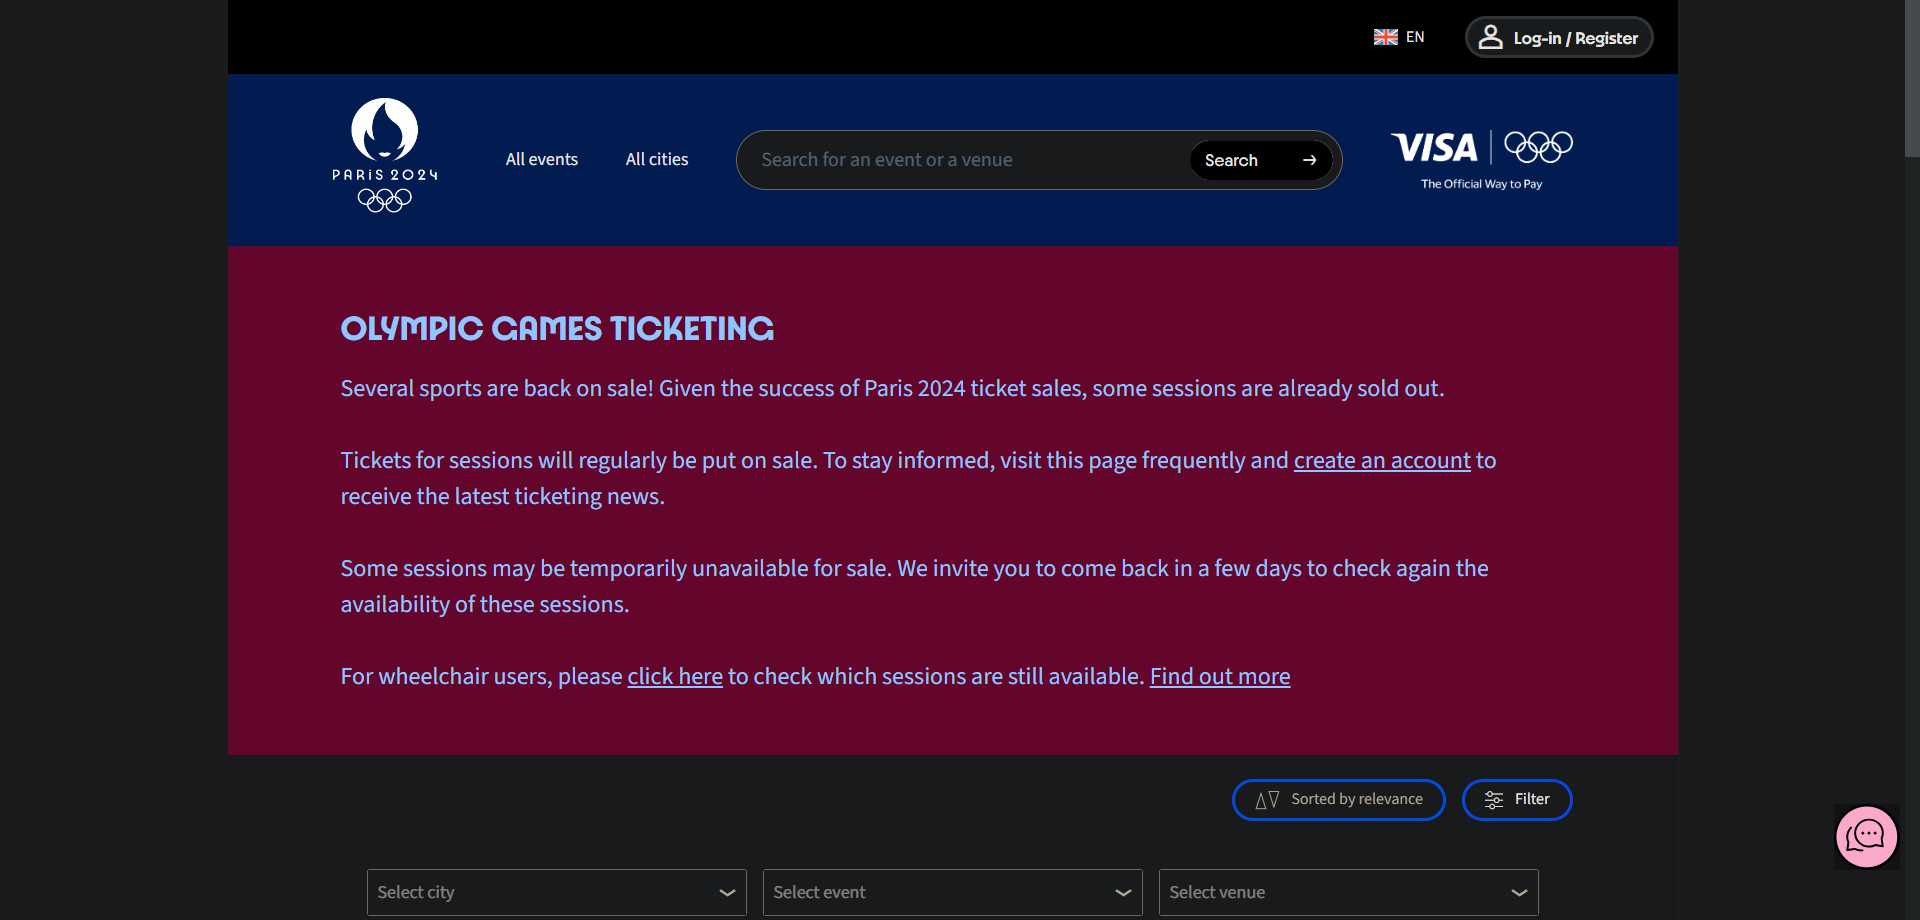 EN
Log-in / Register
PARIS 2024
All events
All cities
Search for an event or a venue
Search
VISA
The Official Way to Pay
OLYMPIC GAMES TICKETING
Several sports are back on sale! Given the success of Paris 2024 ticket sales, some sessions are already sold out.
Tickets for sessions will regularly be put on sale. To stay informed, visit this page frequently and create an account to
receive the latest ticketing news.
Some sessions may be temporarily unavailable for sale. We invite you to come back in a few days to check again the
availability of these sessions.
For wheelchair users, please click here to check which sessions are still available. Find out more
Sorted by relevance
Filter
Select city
Select event
Select venue